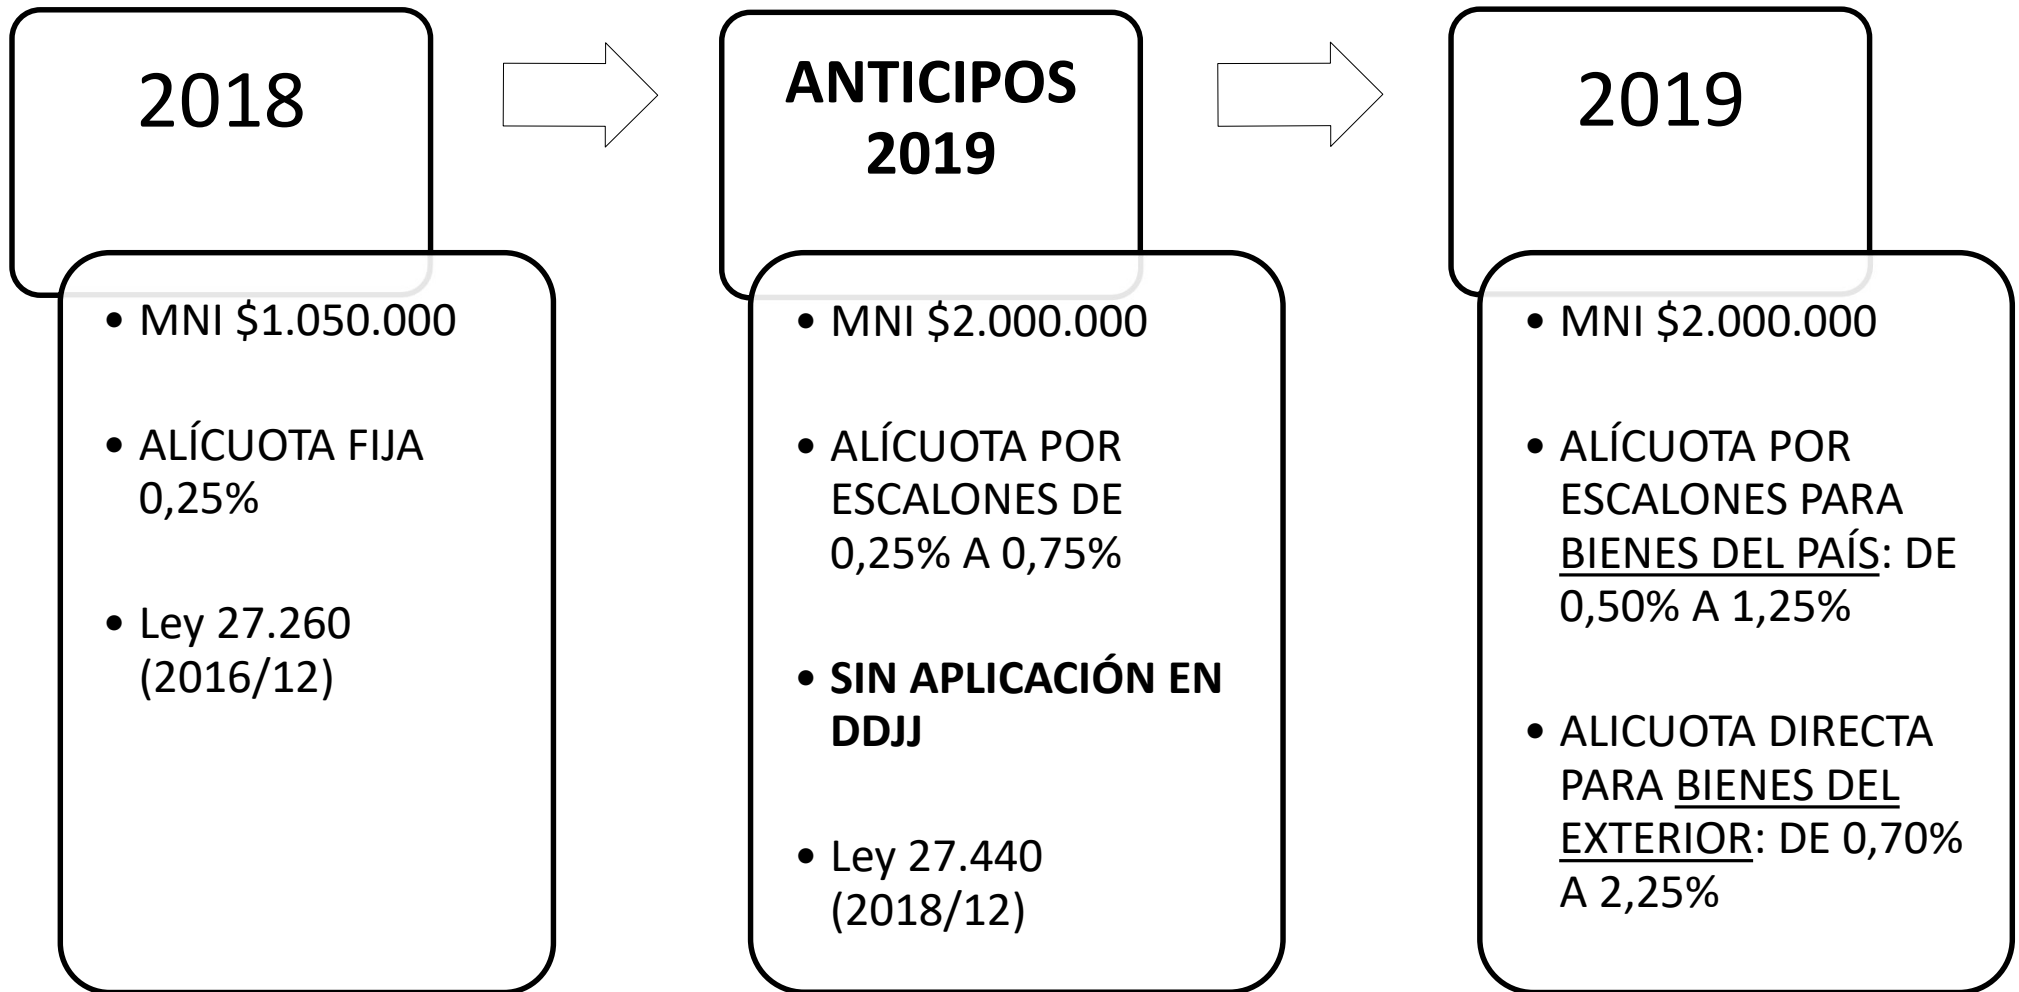 2018
• MNI $1.050.000
• ALÍCUOTA FIJA
0,25%
• Ley 27.260
(2016/12)
ANTICIPOS
2019
• MNI $2.000.000
• ALÍCUOTA POR
ESCALONES DE
0,25% A 0,75%
• SIN APLICACIÓN EN
DDJJ
• Ley 27.440
(2018/12)
2019
• MNI $2.000.000
• ALÍCUOTA POR
ESCALONES PARA
BIENES DEL PAÍS: DE
0,50% A 1,25%
• ALICUOTA DIRECTA
PARA BIENES DEL
EXTERIOR: DE 0,70%
A 2,25%